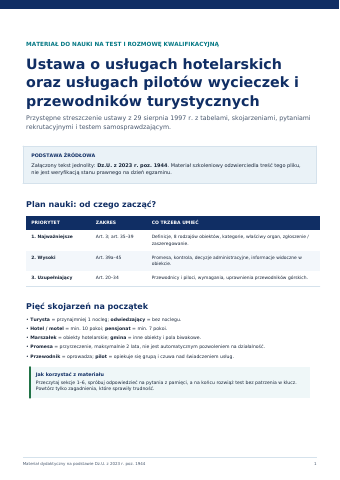 MATERIAŁ DO NAUKI NA TEST I ROZMOWĘ KWALIFIKACYJNĄ
Ustawa o usługach hotelarskich
oraz usługach pilotów wycieczek i
przewodników turystycznych
Przystępne streszczenie ustawy z 29 sierpnia 1997 r. z tabelami, skojarzeniami, pytaniami
rekrutacyjnymi i testem samosprawdzającym.
PODSTAWA ŹRÓDŁOWA
Załączony tekst jednolity: Dz.U. z 2023 r. poz. 1944. Materiał szkoleniowy odzwierciedla treść tego pliku,
nie jest weryfikacją stanu prawnego na dzień egzaminu.
Plan nauki: od czego zacząć?
PRIORYTET ZAKRES CO TRZEBA UMIEĆ
1. Najważniejsze Art. 3; art. 35–39 Definicje, 8 rodzajów obiektów, kategorie, właściwy organ, zgłoszenie /
zaszeregowanie.
2. Wysoki Art. 39a–45 Promesa, kontrola, decyzje administracyjne, informacje widoczne w
obiekcie.
3. Uzupełniający Art. 20–34 Przewodnicy i piloci, wymagania, uprawnienia przewodników górskich.
Pięć skojarzeń na początek
• Turysta = przynajmniej 1 nocleg; odwiedzający = bez noclegu.
• Hotel / motel = min. 10 pokoi; pensjonat = min. 7 pokoi.
• Marszałek = obiekty hotelarskie; gmina = inne obiekty i pola biwakowe.
• Promesa = przyrzeczenie, maksymalnie 2 lata, nie jest automatycznym pozwoleniem na działalność.
• Przewodnik = oprowadza; pilot = opiekuje się grupą i czuwa nad świadczeniem usług.
Jak korzystać z materiału
Przeczytaj sekcje 1–6, spróbuj odpowiedzieć na pytania z pamięci, a na końcu rozwiąż test bez patrzenia w klucz.
Powtórz tylko zagadnienia, które sprawiły trudność.
Materiał dydaktyczny na podstawie Dz.U. z 2023 r. poz. 1944 1